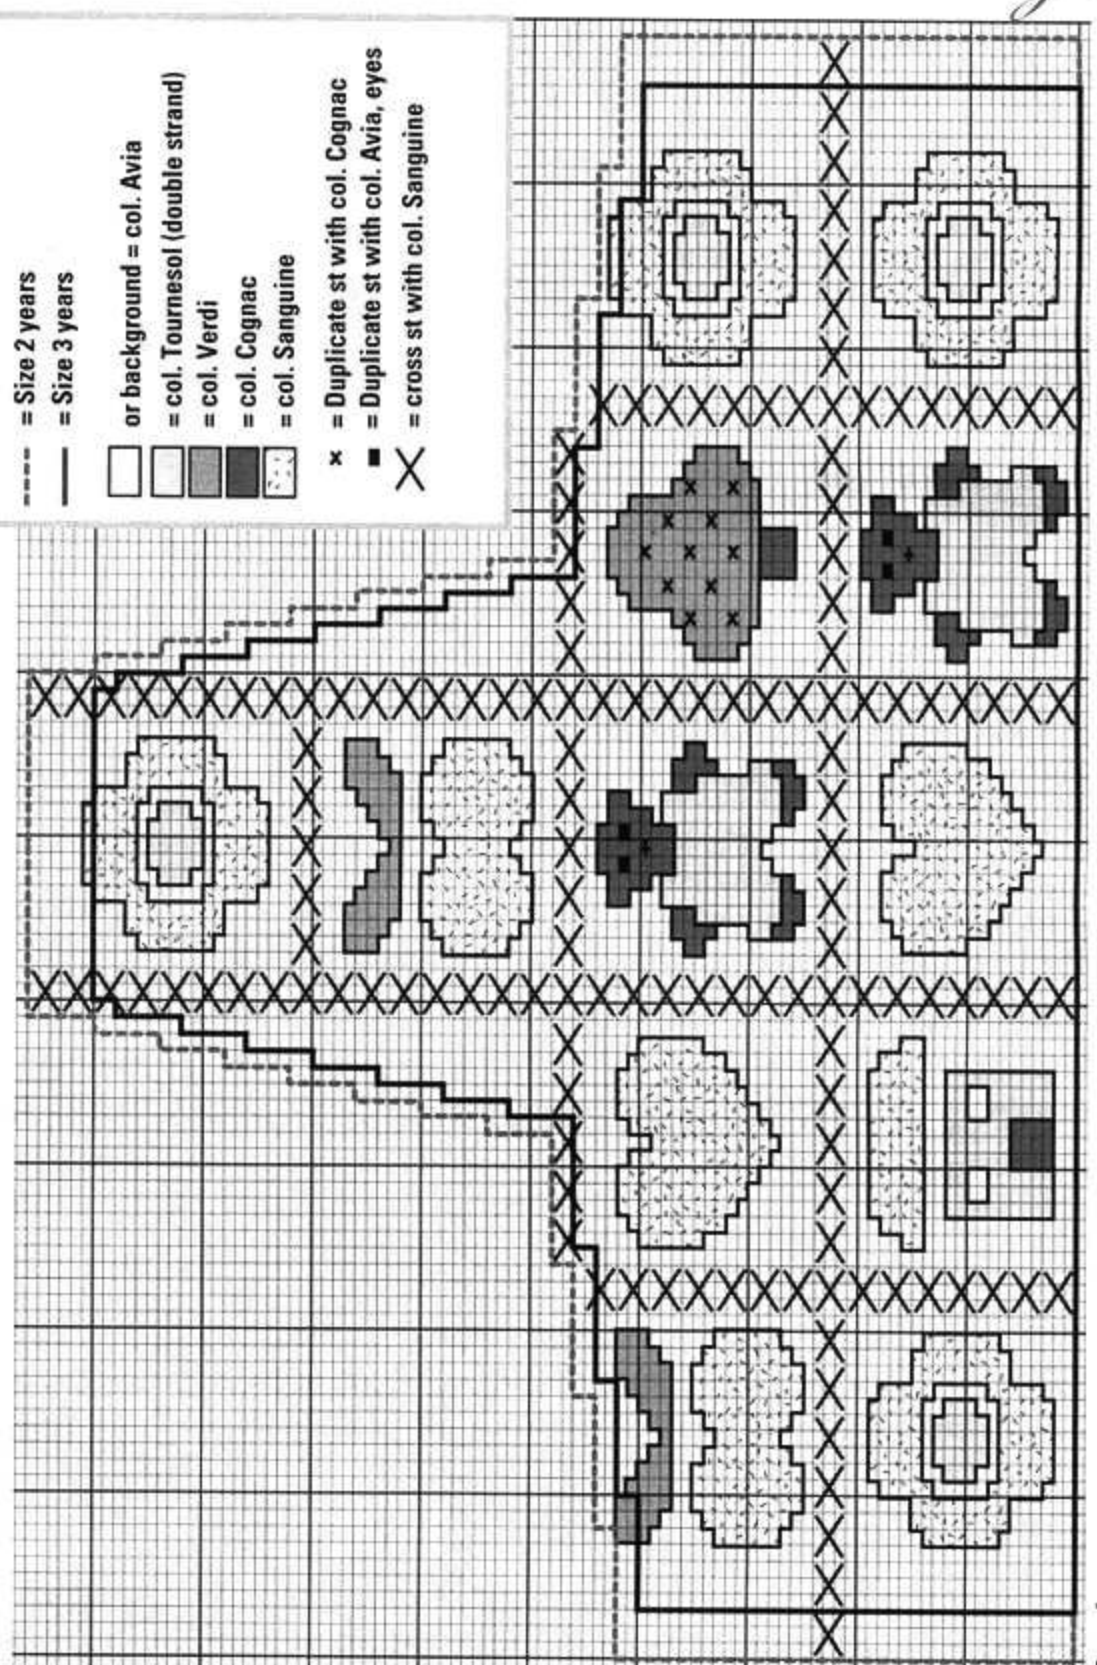 = Size 2 years
= Size 3 years
or background = col. Avia
= col. Tournesol (double strand)
= col. Verdi
= col. Cognac
= col. Sanguine
x = Duplicate st with col. Cognac
= Duplicate st with col. Avia, eyes
= cross st with col. Sanguine